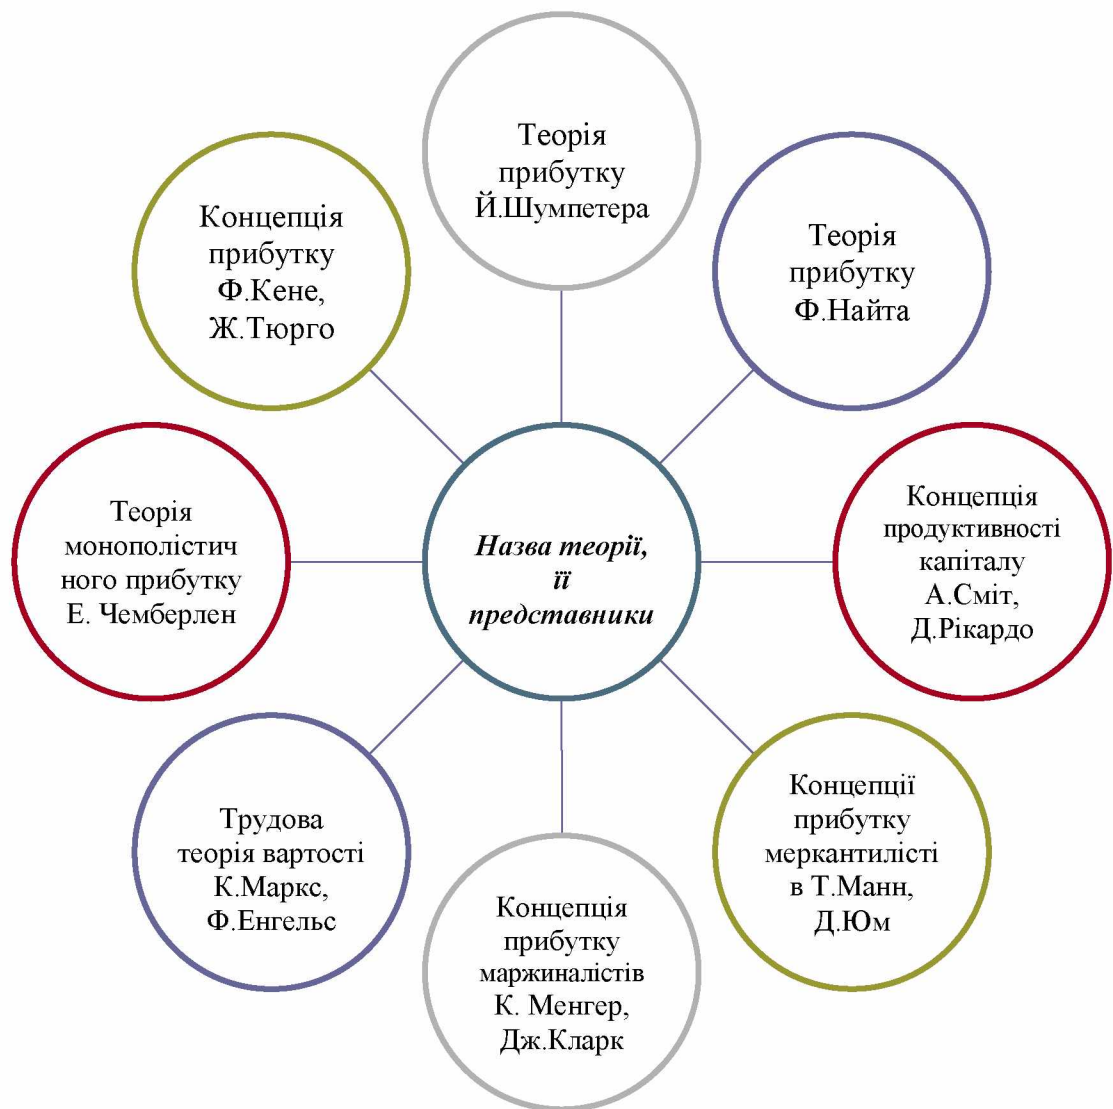 Теорія
прибутку
Й.Шумпетера
Теорія
прибутку
Ф.Найта
Концепція
продуктивності
капіталу
А.Сміт,
Д.Рікардо
Концепції
прибутку
меркантилісті
в Т.Манн,
Д.Юм
Концепція
прибутку
маржиналістів
К. Менгер,
Дж.Кларк
Трудова
теорія вартості
К.Маркс,
Ф.Енгельс
Теорія
монополістич
ного прибутку
Е. Чемберлен
Концепція
прибутку
Ф.Кене,
Ж.Тюрго
Назва теорії,
її
представники